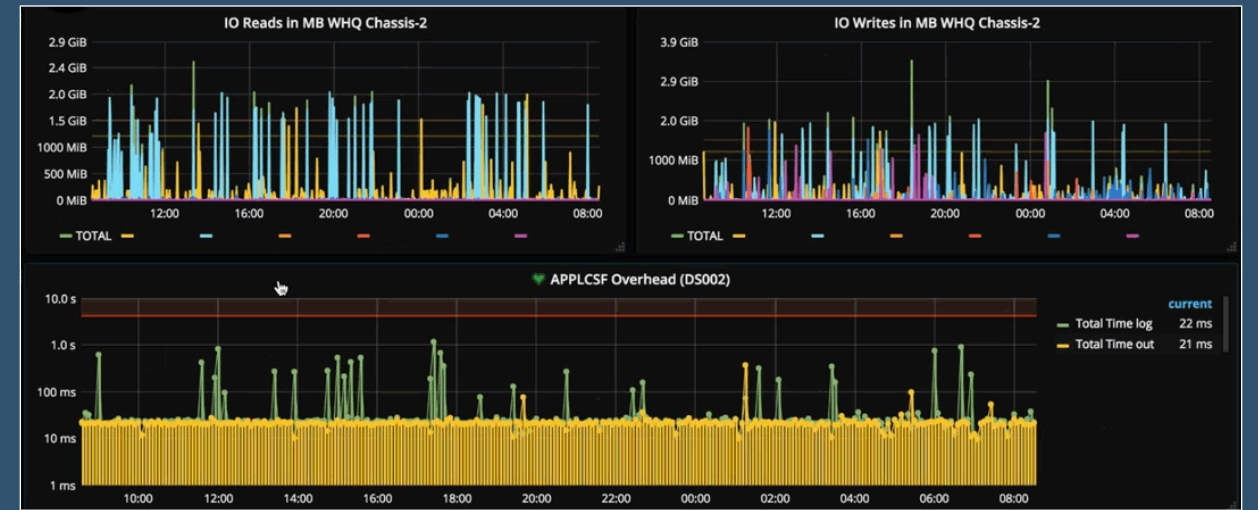 IO Reads in MB WHQ Chassis-2
2.9 GiB
2.4 GiB
2.0 GiB
1.5 GiB
1000 MiB
500 MiB
0 MiB
12:00 16:00 20:00 00:00 04:00 08:00
TOTAL
IO Writes in MB WHQ Chassis-2
3.9 GiB
2.9 GiB
2.0 GiB
1000 MiB
0 MiB
12:00 16:00 20:00 00:00 04:00 08:00
TOTAL
APPLCSF Overhead (DS002)
10.0 s
1.0 s
100 ms
10 ms
1 ms
10:00 12:00 14:00 16:00 18:00 20:00 22:00 00:00 02:00 04:00 06:00 08:00
current
Total Time log 22 ms
Total Time out 21 ms